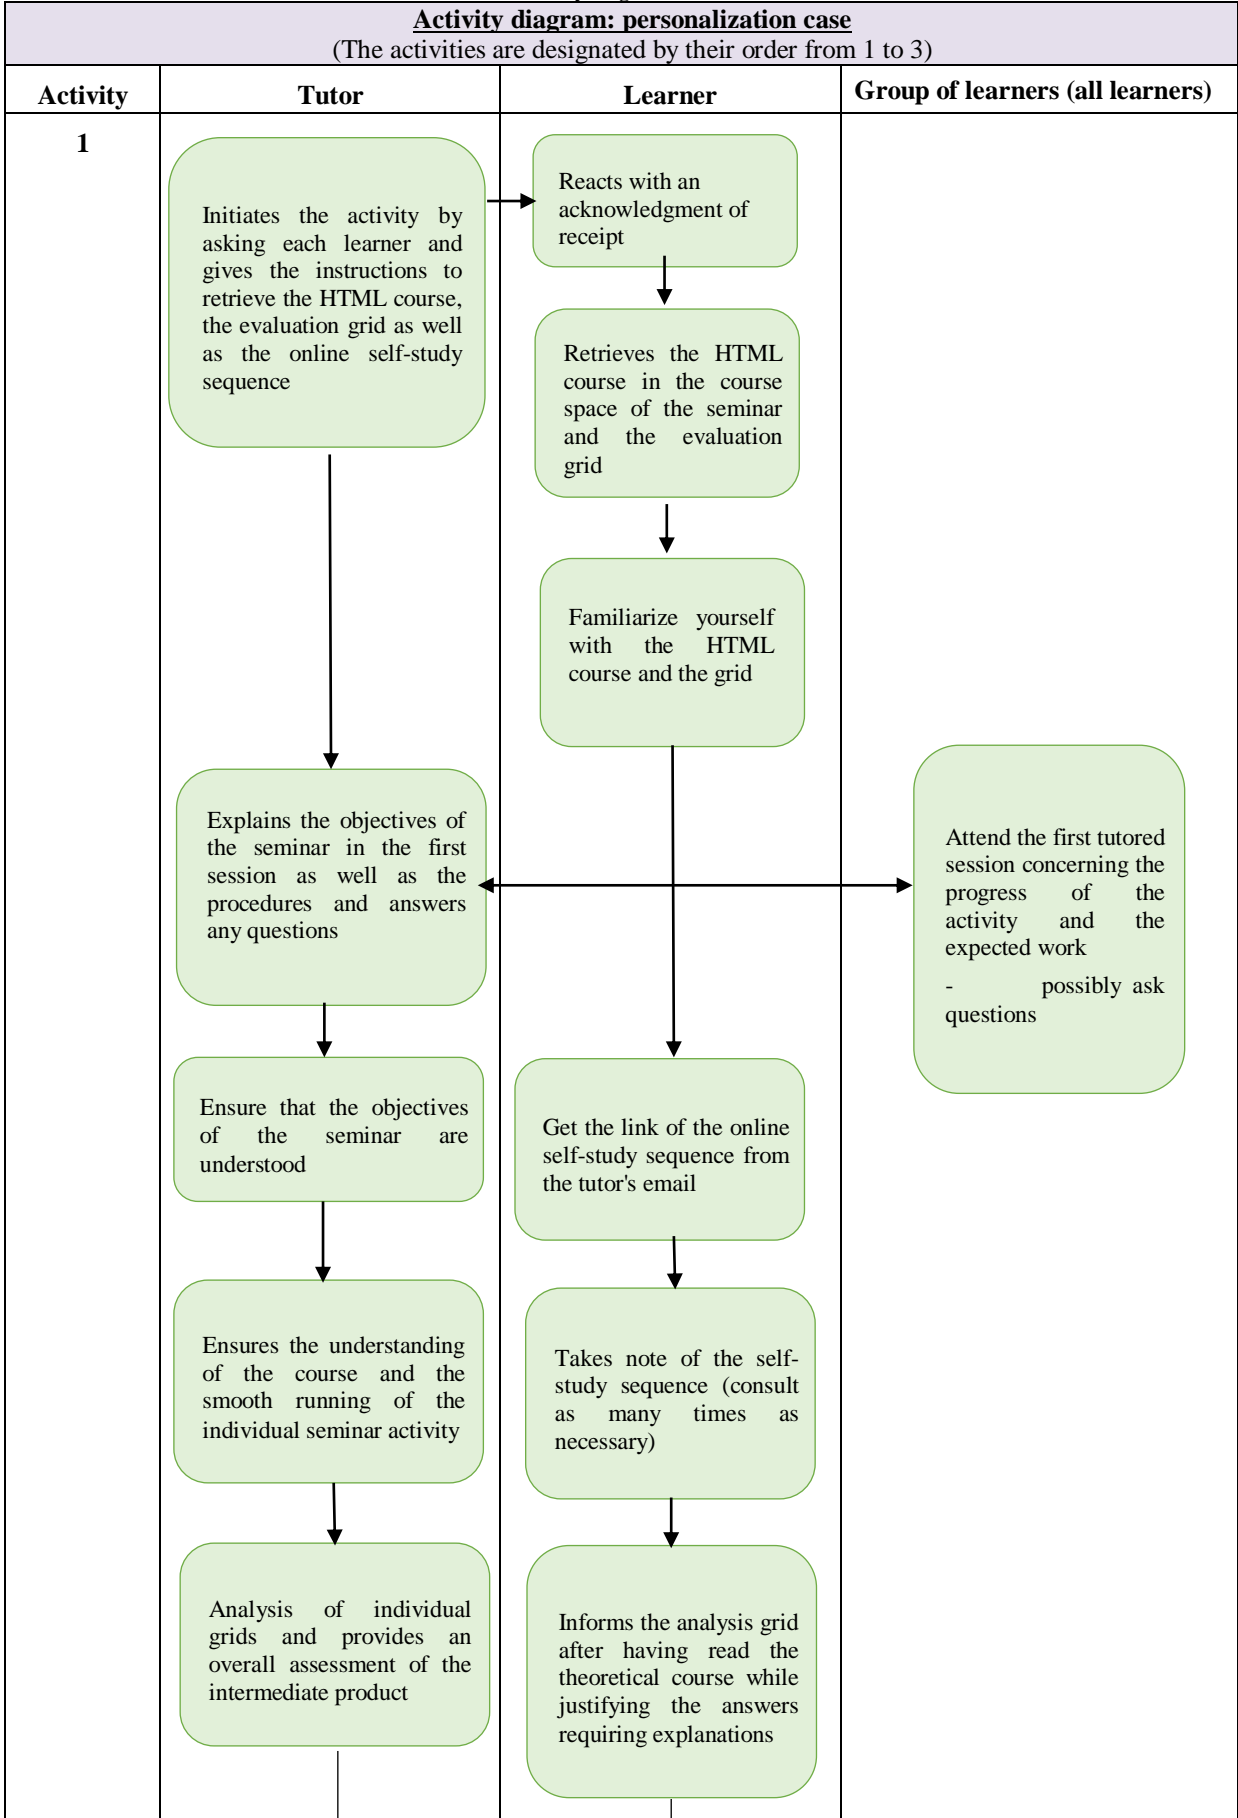 Activity diagram: personalization case
(The activities are designated by their order from 1 to 3)
Activity
Tutor
Learner
Group of learners (all learners)
1
Initiates the activity by
asking each learner and
gives the instructions to
retrieve the HTML course,
the evaluation grid as well
as the online self-study
sequence
Reacts with an
acknowledgment of
receipt
Retrieves the HTML
course in the course
space of the seminar
and the evaluation
grid
Familiarize yourself
with the HTML
course and the grid
Explains the objectives of
the seminar in the first
session as well as the
procedures and answers
any questions
Attend the first tutored
session concerning the
progress of the
activity and the
expected work
- possibly ask
questions
Ensure that the objectives
of the seminar are
understood
Get the link of the online
self-study sequence from
the tutor's email
Ensures the understanding
of the course and the
smooth running of the
individual seminar activity
Takes note of the self-
study sequence (consult
as many times as
necessary)
Analysis of individual
grids and provides an
overall assessment of the
intermediate product
Informs the analysis grid
after having read the
theoretical course while
justifying the answers
requiring explanations